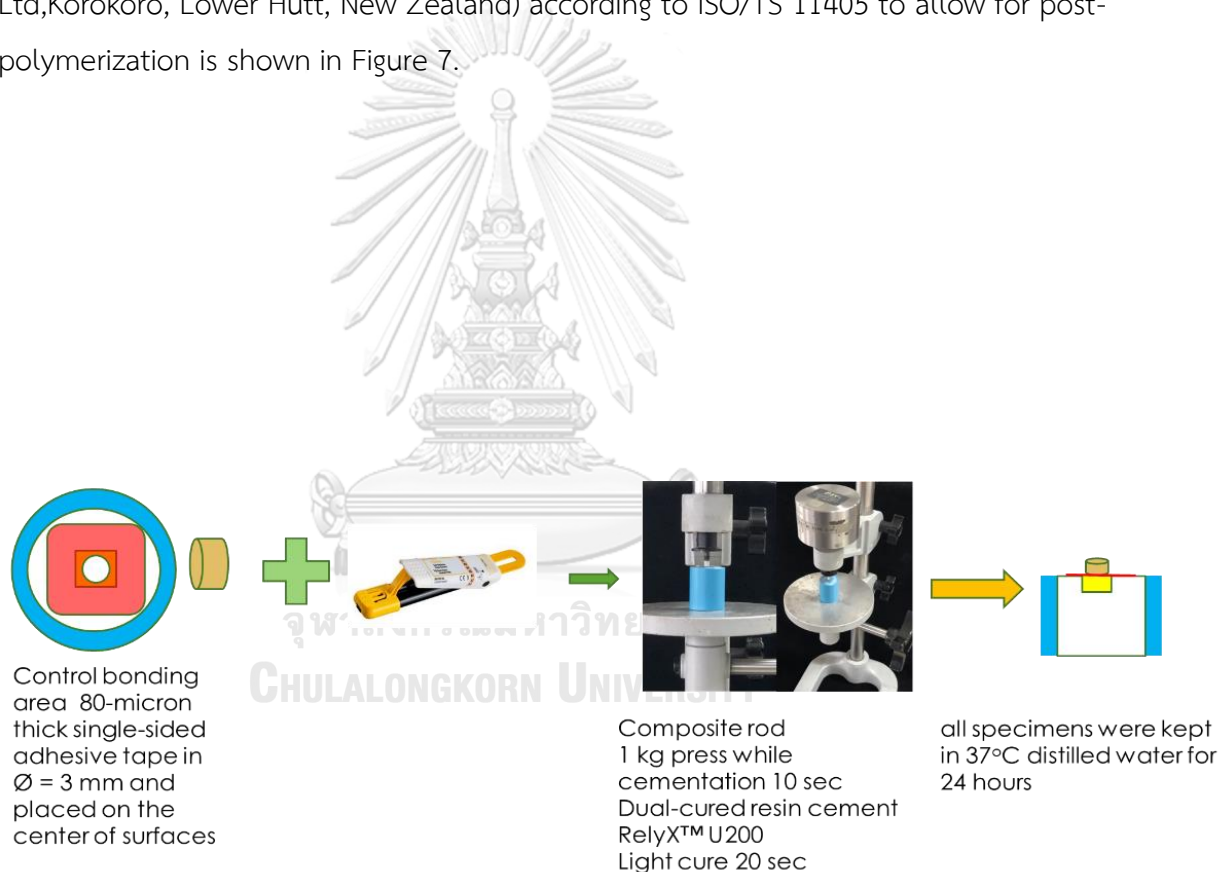 Ltd,Korokoro, Lower Hutt, New Zealand) according to ISO/TS 11405 to allow for post-
polymerization is shown in Figure 7.
CHULALONGKORN UNIVERSITY
Control bonding
area 80-micron
thick single-sided
adhesive tape in
Ø = 3 mm and
placed on the
center of surfaces
Composite rod
1 kg press while
cementation 10 sec
Dual-cured resin cement
RelyX™ U200
Light cure 20 sec
all specimens were kept
in 37°C distilled water for
24 hours